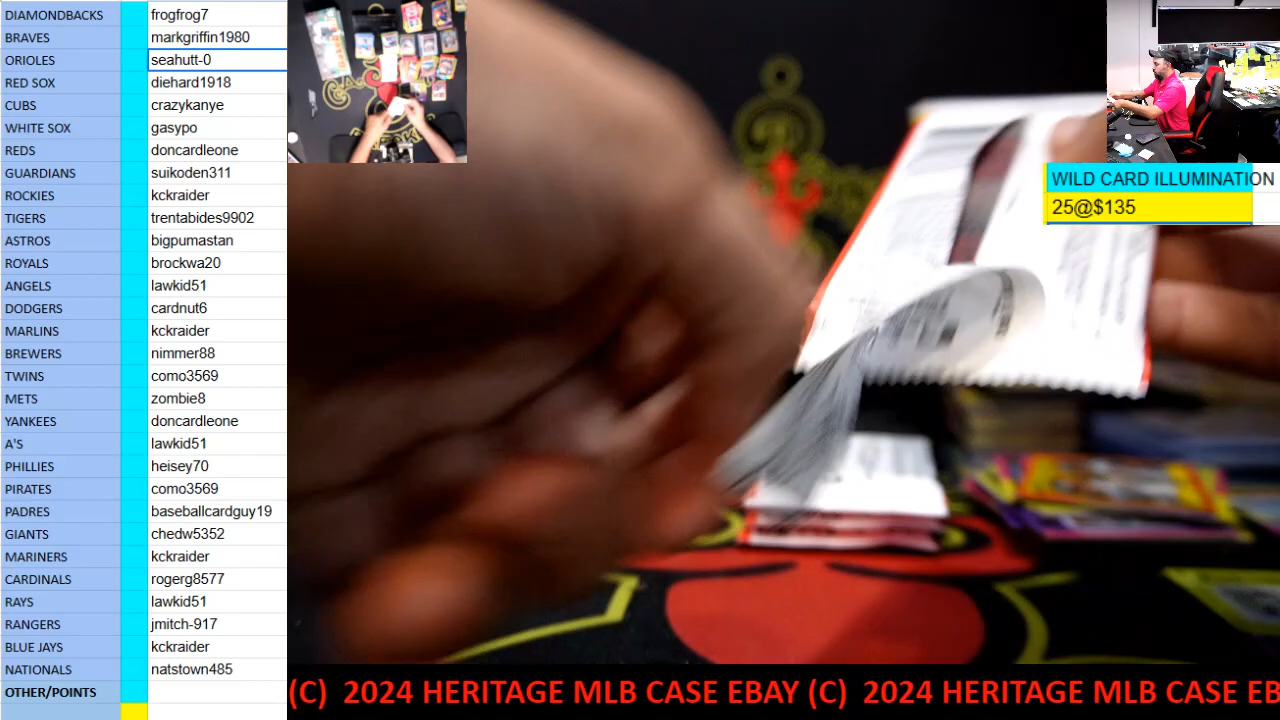 DIAMONDBACKS frogfrog7
BRAVES markgriffin1980
ORIOLES seahutt-0
RED SOX diehard1918
CUBS crazykanye
WHITE SOX gasypo
REDS doncardleone
GUARDIANS suikoden311
ROCKIES kckraider
TIGERS trentabides9902
ASTROS bigpumastan
ROYALS brockwa20
ANGELS lawkid51
DODGERS cardnut6
MARLINS kckraider
BREWERS nimmer88
TWINS como3569
METS zombie8
YANKEES doncardleone
A'S lawkid51
PHILLIES heisey70
PIRATES como3569
PADRES baseballcardguy19
GIANTS chedw5352
MARINERS kckraider
CARDINALS rogerg8577
RAYS lawkid51
RANGERS jmitch-917
BLUE JAYS kckraider
NATIONALS natstown485
OTHER/POINTS
WILD CARD ILLUMINATION
25@$135
(C) 2024 HERITAGE MLB CASE EBAY (C) 2024 HERITAGE MLB CASE EB